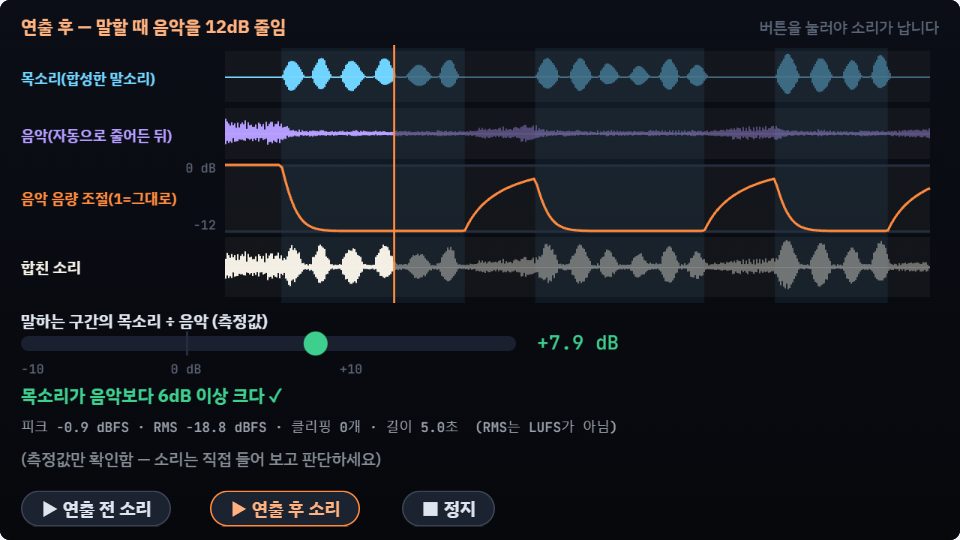 연출 후 — 말할 때 음악을 12dB 줄임
버튼을 눌러야 소리가 납니다
목소리(합성한 말소리)
음악(자동으로 줄어든 뒤)
0 dB
음악 음량 조절(1=그대로)
-12
합친 소리
말하는 구간의 목소리 ÷ 음악 (측정값)
+7.9 dB
-10 0 dB +10
목소리가 음악보다 6dB 이상 크다 ✓
피크 -0.9 dBFS · RMS -18.8 dBFS · 클리핑 0개 · 길이 5.0초 (RMS는 LUFS가 아님)
(측정값만 확인함 — 소리는 직접 들어 보고 판단하세요)
▶ 연출 전 소리 ▶ 연출 후 소리 ■ 정지